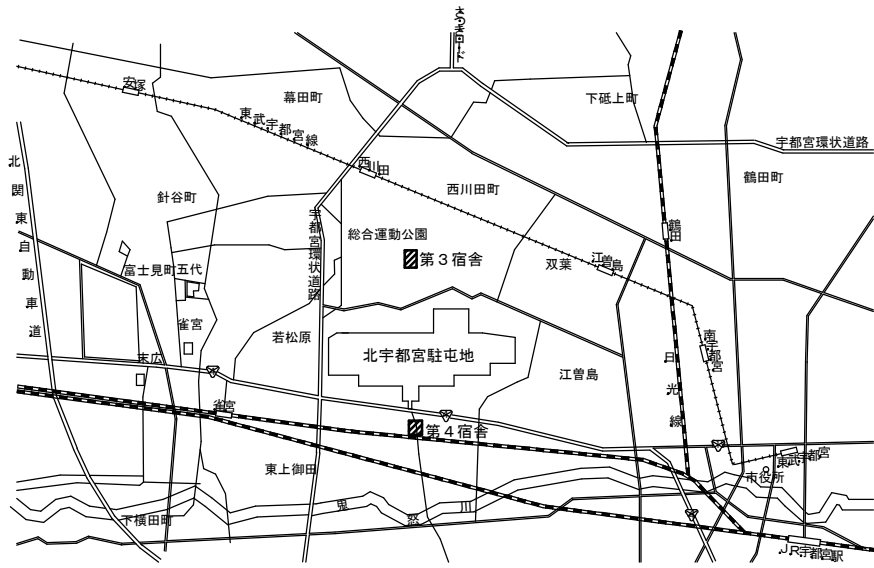 さつきロード
安塚
幕田町
下砥上町
東武宇都宮線
宇都宮環状道路
北関東自動車道
西川田
西川田町
鶴田町
針谷町
宇都宮環状道路
総合運動公園
鶴田
第3宿舎
双葉
江曽島
富士見町
五代
雀宮
若松原
末広
北宇都宮駐屯地
江曽島
日光線
南宇都宮
雀宮
第4宿舎
東武宇都宮
東上御田
市役所
鬼怒川
下横田町
JR宇都宮駅